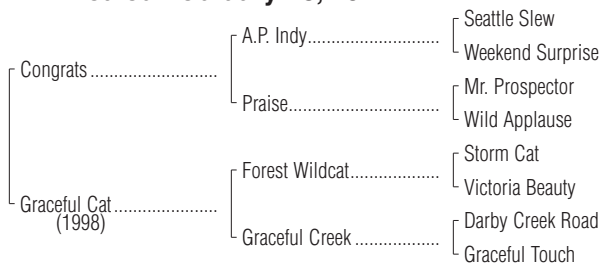 Seattle Slew
A.P. Indy
Weekend Surprise
Congrats
Mr. Prospector
Praise
Wild Applause
Storm Cat
Forest Wildcat
Victoria Beauty
Graceful Cat
(1998)
Darby Creek Road
Graceful Creek
Graceful Touch